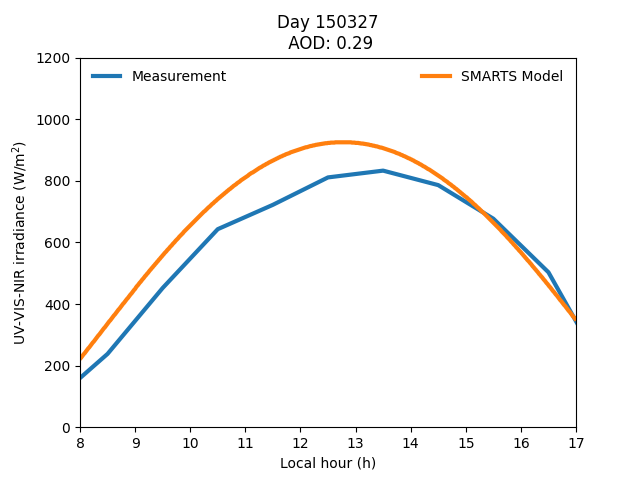 Day 150327
AOD: 0.29
Measurement
SMARTS Model
UV-VIS-NIR irradiance (W/m²)
1200
1000
800
600
400
200
0
8 9 10 11 12 13 14 15 16 17
Local hour (h)